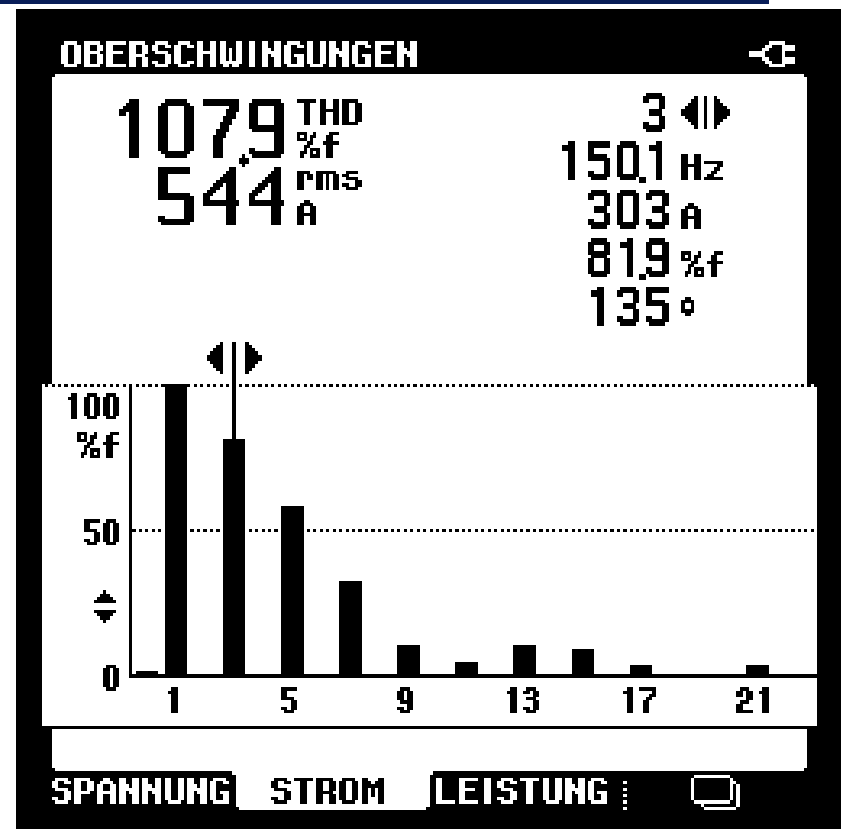 OBERSCHWINGUNGEN
107.9 THD %f
544 rms A
3
150.1 Hz
303 A
81.9 %f
135 °
100
%f
50
0
1 5 9 13 17 21
SPANNUNG STROM LEISTUNG